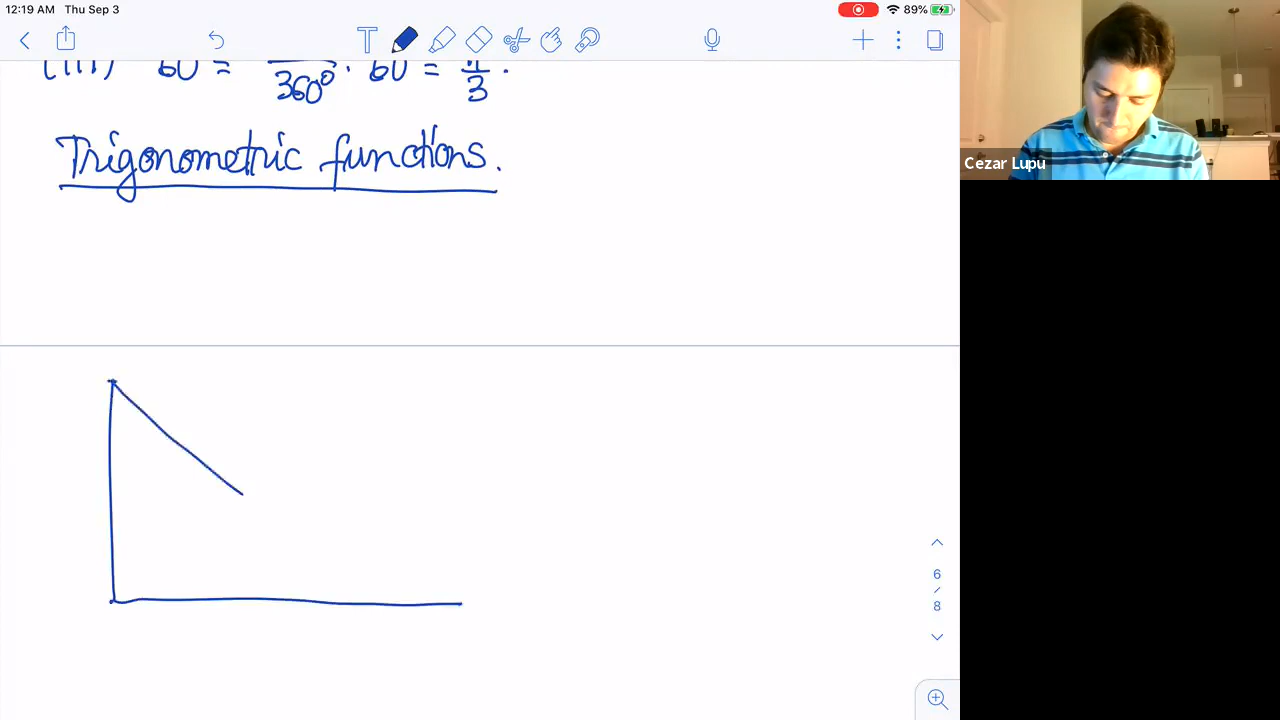 12:19 AM Thu Sep 3
89%
(iii) 60 = 360° · 60 = π/3 .
Trigonometric functions.
6
/
8
Cezar Lupu